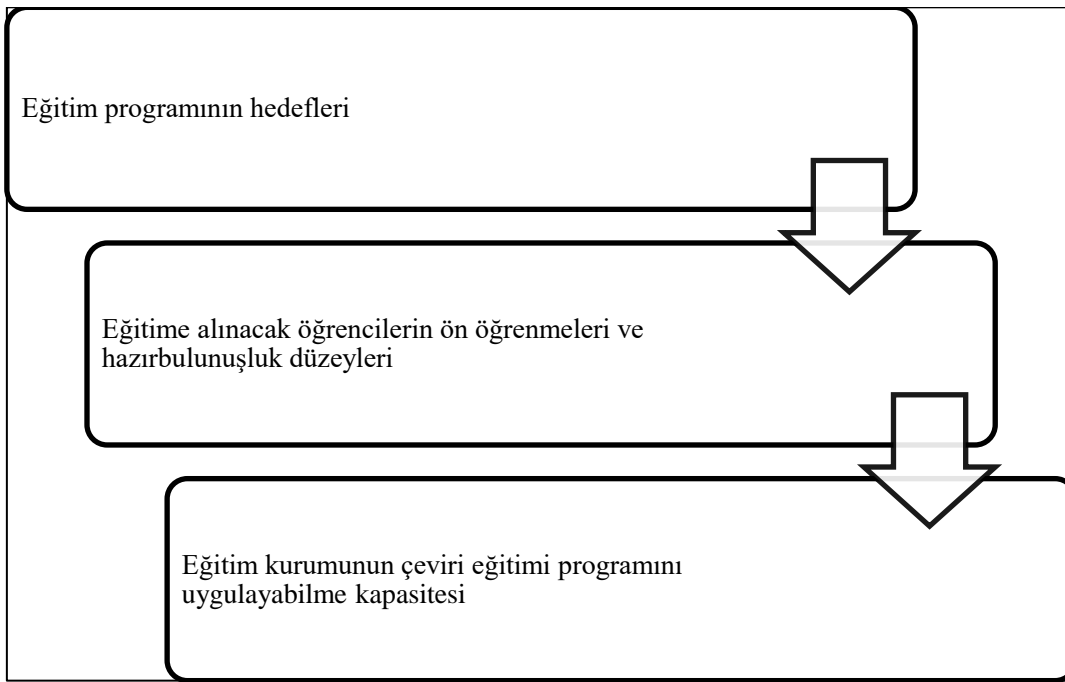 Eğitim programının hedefleri
Eğitime alınacak öğrencilerin ön öğrenmeleri ve
hazırbulunuşluk düzeyleri
Eğitim kurumunun çeviri eğitimi programını
uygulayabilme kapasitesi